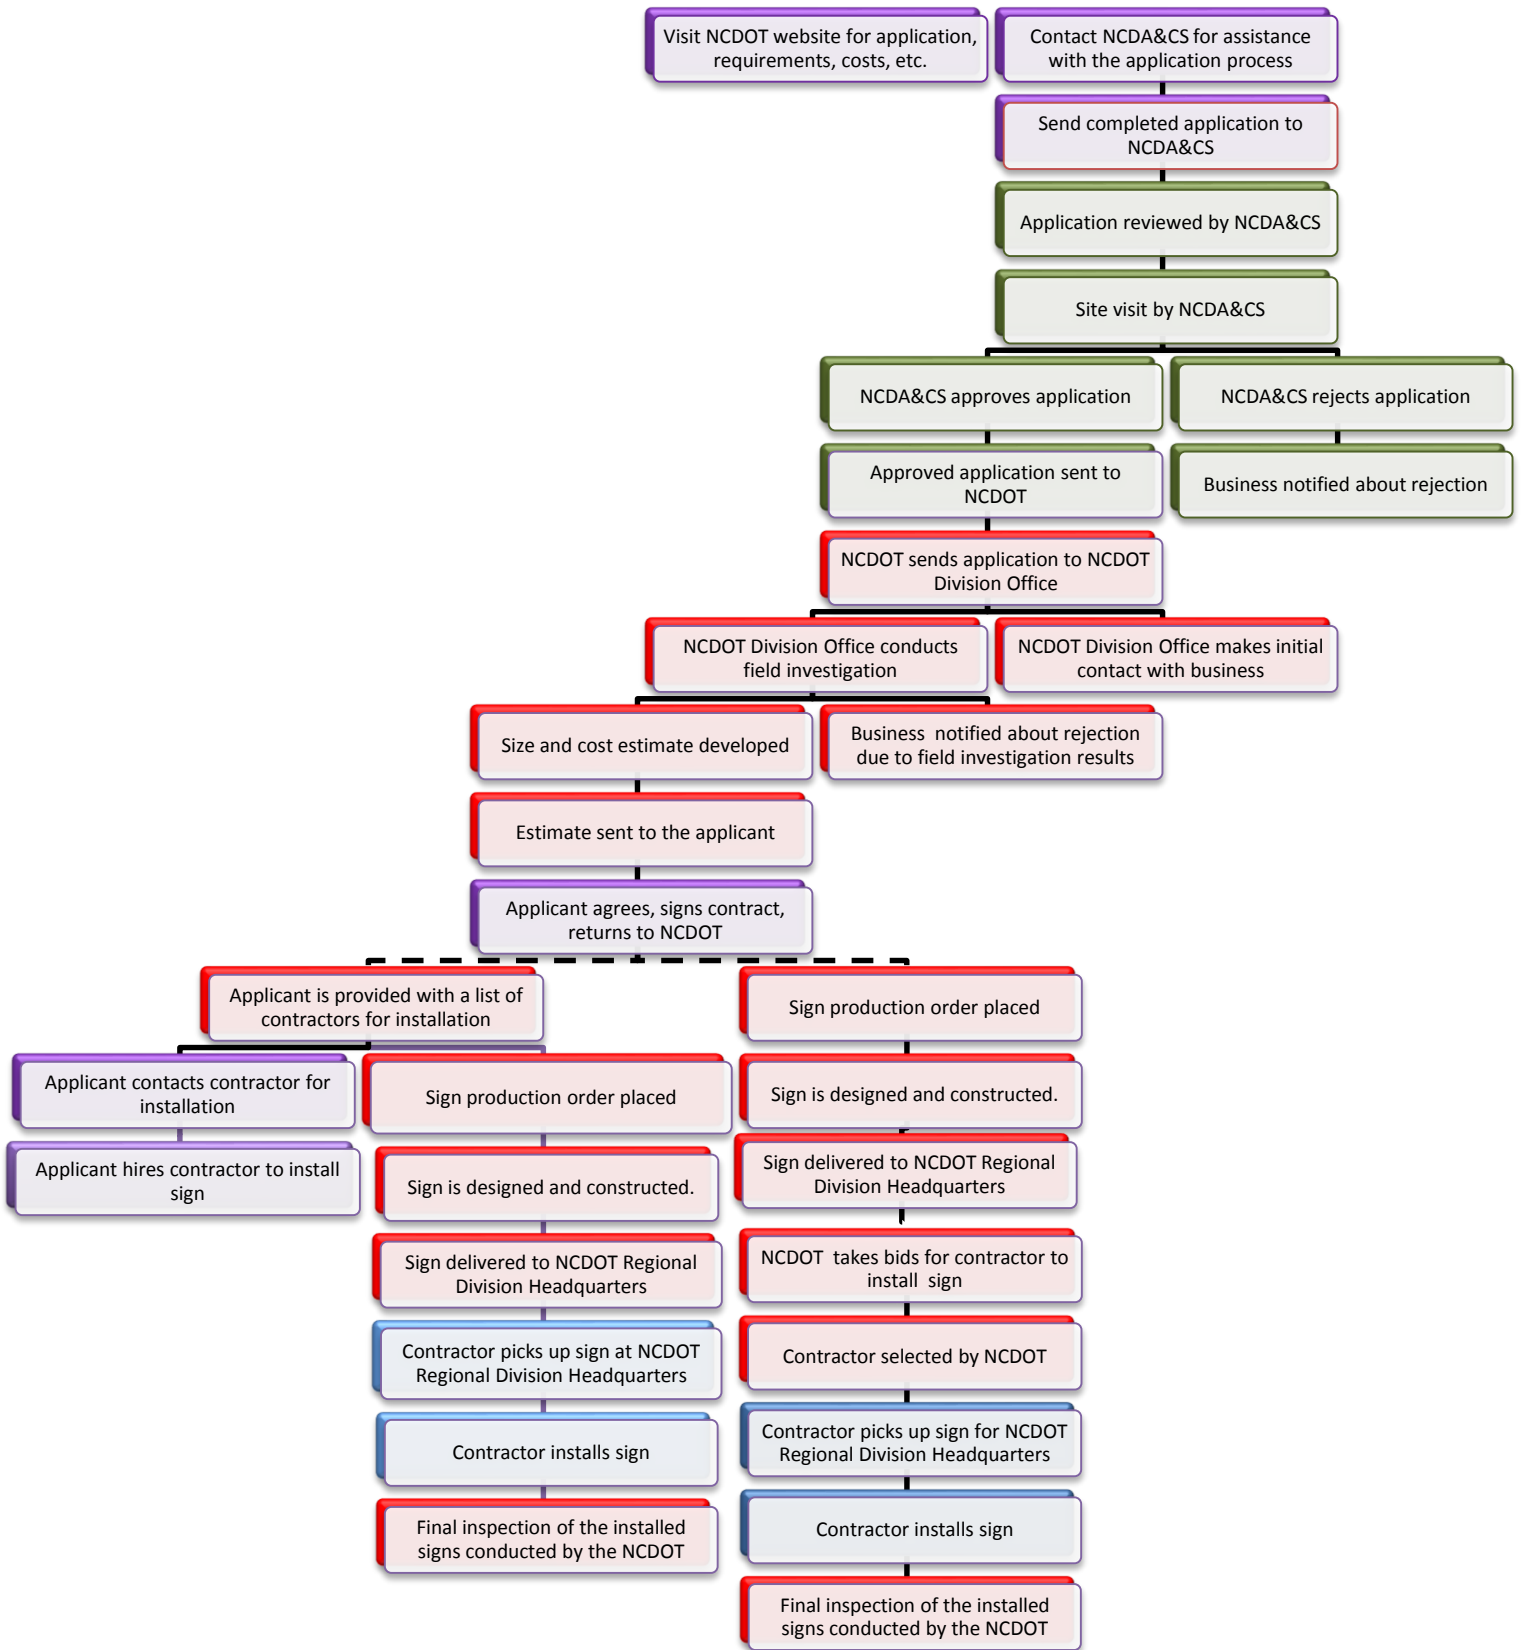 Visit NCDOT website for application,
requirements, costs, etc.
Contact NCDA&CS for assistance
with the application process
Send completed application to
NCDA&CS
Application reviewed by NCDA&CS
Site visit by NCDA&CS
NCDA&CS approves application
NCDA&CS rejects application
Approved application sent to
NCDOT
Business notified about rejection
NCDOT sends application to NCDOT
Division Office
NCDOT Division Office conducts
field investigation
NCDOT Division Office makes initial
contact with business
Size and cost estimate developed
Business  notified about rejection
due to field investigation results
Estimate sent to the applicant
Applicant agrees, signs contract,
returns to NCDOT
Applicant is provided with a list of
contractors for installation
Applicant contacts contractor for
installation
Applicant hires contractor to install
sign
Sign production order placed
Sign is designed and constructed.
Sign delivered to NCDOT Regional
Division Headquarters
Contractor picks up sign at NCDOT
Regional Division Headquarters
Contractor installs sign
Final inspection of the installed
signs conducted by the NCDOT
Sign production order placed
Sign is designed and constructed.
Sign delivered to NCDOT Regional
Division Headquarters
NCDOT  takes bids for contractor to
install  sign
Contractor selected by NCDOT
Contractor picks up sign for NCDOT
Regional Division Headquarters
Contractor installs sign
Final inspection of the installed
signs conducted by the NCDOT